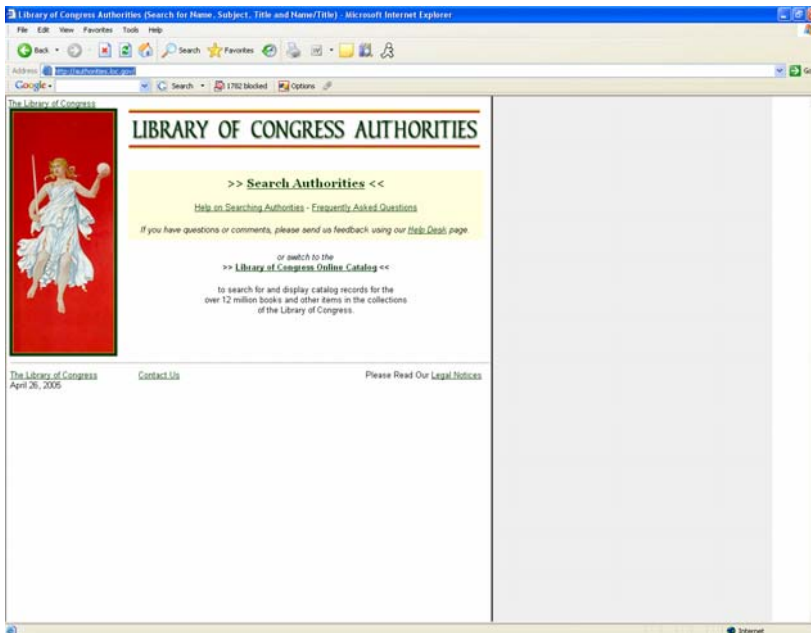 Library of Congress Authorities (Search for Name, Subject, Title and Name/Title) - Microsoft Internet Explorer
File Edit View Favorites Tools Help
Back Search Favorites
Address http://authorities.loc.gov/ Go
Google Search 1782 blocked Options
The Library of Congress
LIBRARY OF CONGRESS AUTHORITIES
>> Search Authorities <<
Help on Searching Authorities - Frequently Asked Questions
If you have questions or comments, please send us feedback using our Help Desk page.
or switch to the
>> Library of Congress Online Catalog <<
to search for and display catalog records for the
over 12 million books and other items in the collections
of the Library of Congress.
The Library of Congress Contact Us Please Read Our Legal Notices
April 26, 2005
Internet